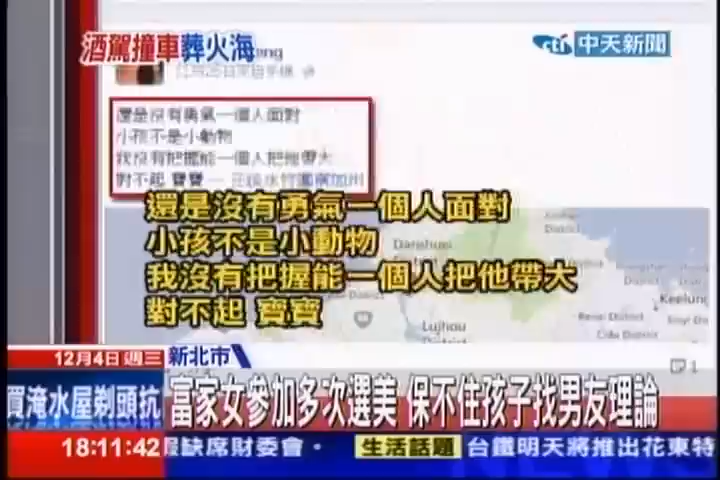 酒駕撞車葬火海
cti 中天新聞
還是沒有勇氣一個人面對
小孩不是小動物
我沒有把握能一個人把他帶大
對不起 寶寶
還是沒有勇氣一個人面對
小孩不是小動物
我沒有把握能一個人把他帶大
對不起 寶寶
Danshui
District
Keelung
Luzhou
District
12月4日週三
新北市
買淹水屋剃頭抗
富家女參加多次選美 保不住孩子找男友理論
18:11:42
假缺席財委會。
生活話題
台鐵明天將推出花東特